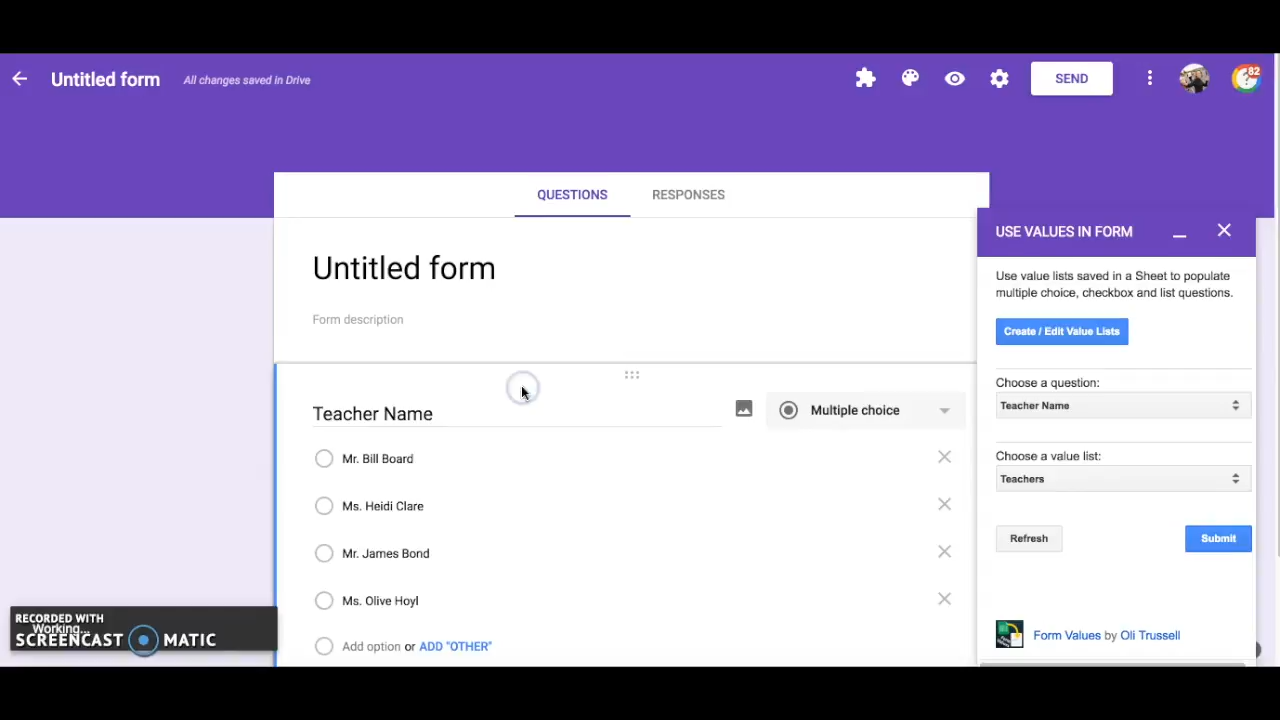 Untitled form
All changes saved in Drive
SEND
82
QUESTIONS
RESPONSES
USE VALUES IN FORM
Untitled form
Form description
Use value lists saved in a Sheet to populate
multiple choice, checkbox and list questions.
Create / Edit Value Lists
Choose a question:
Teacher Name
Choose a value list:
Teachers
Refresh
Submit
Form Values by Oli Trussell
Teacher Name
Multiple choice
Mr. Bill Board
Ms. Heidi Clare
Mr. James Bond
Ms. Olive Hoyl
Add option or ADD "OTHER"
RECORDED WITH
Working...
SCREENCAST MATIC